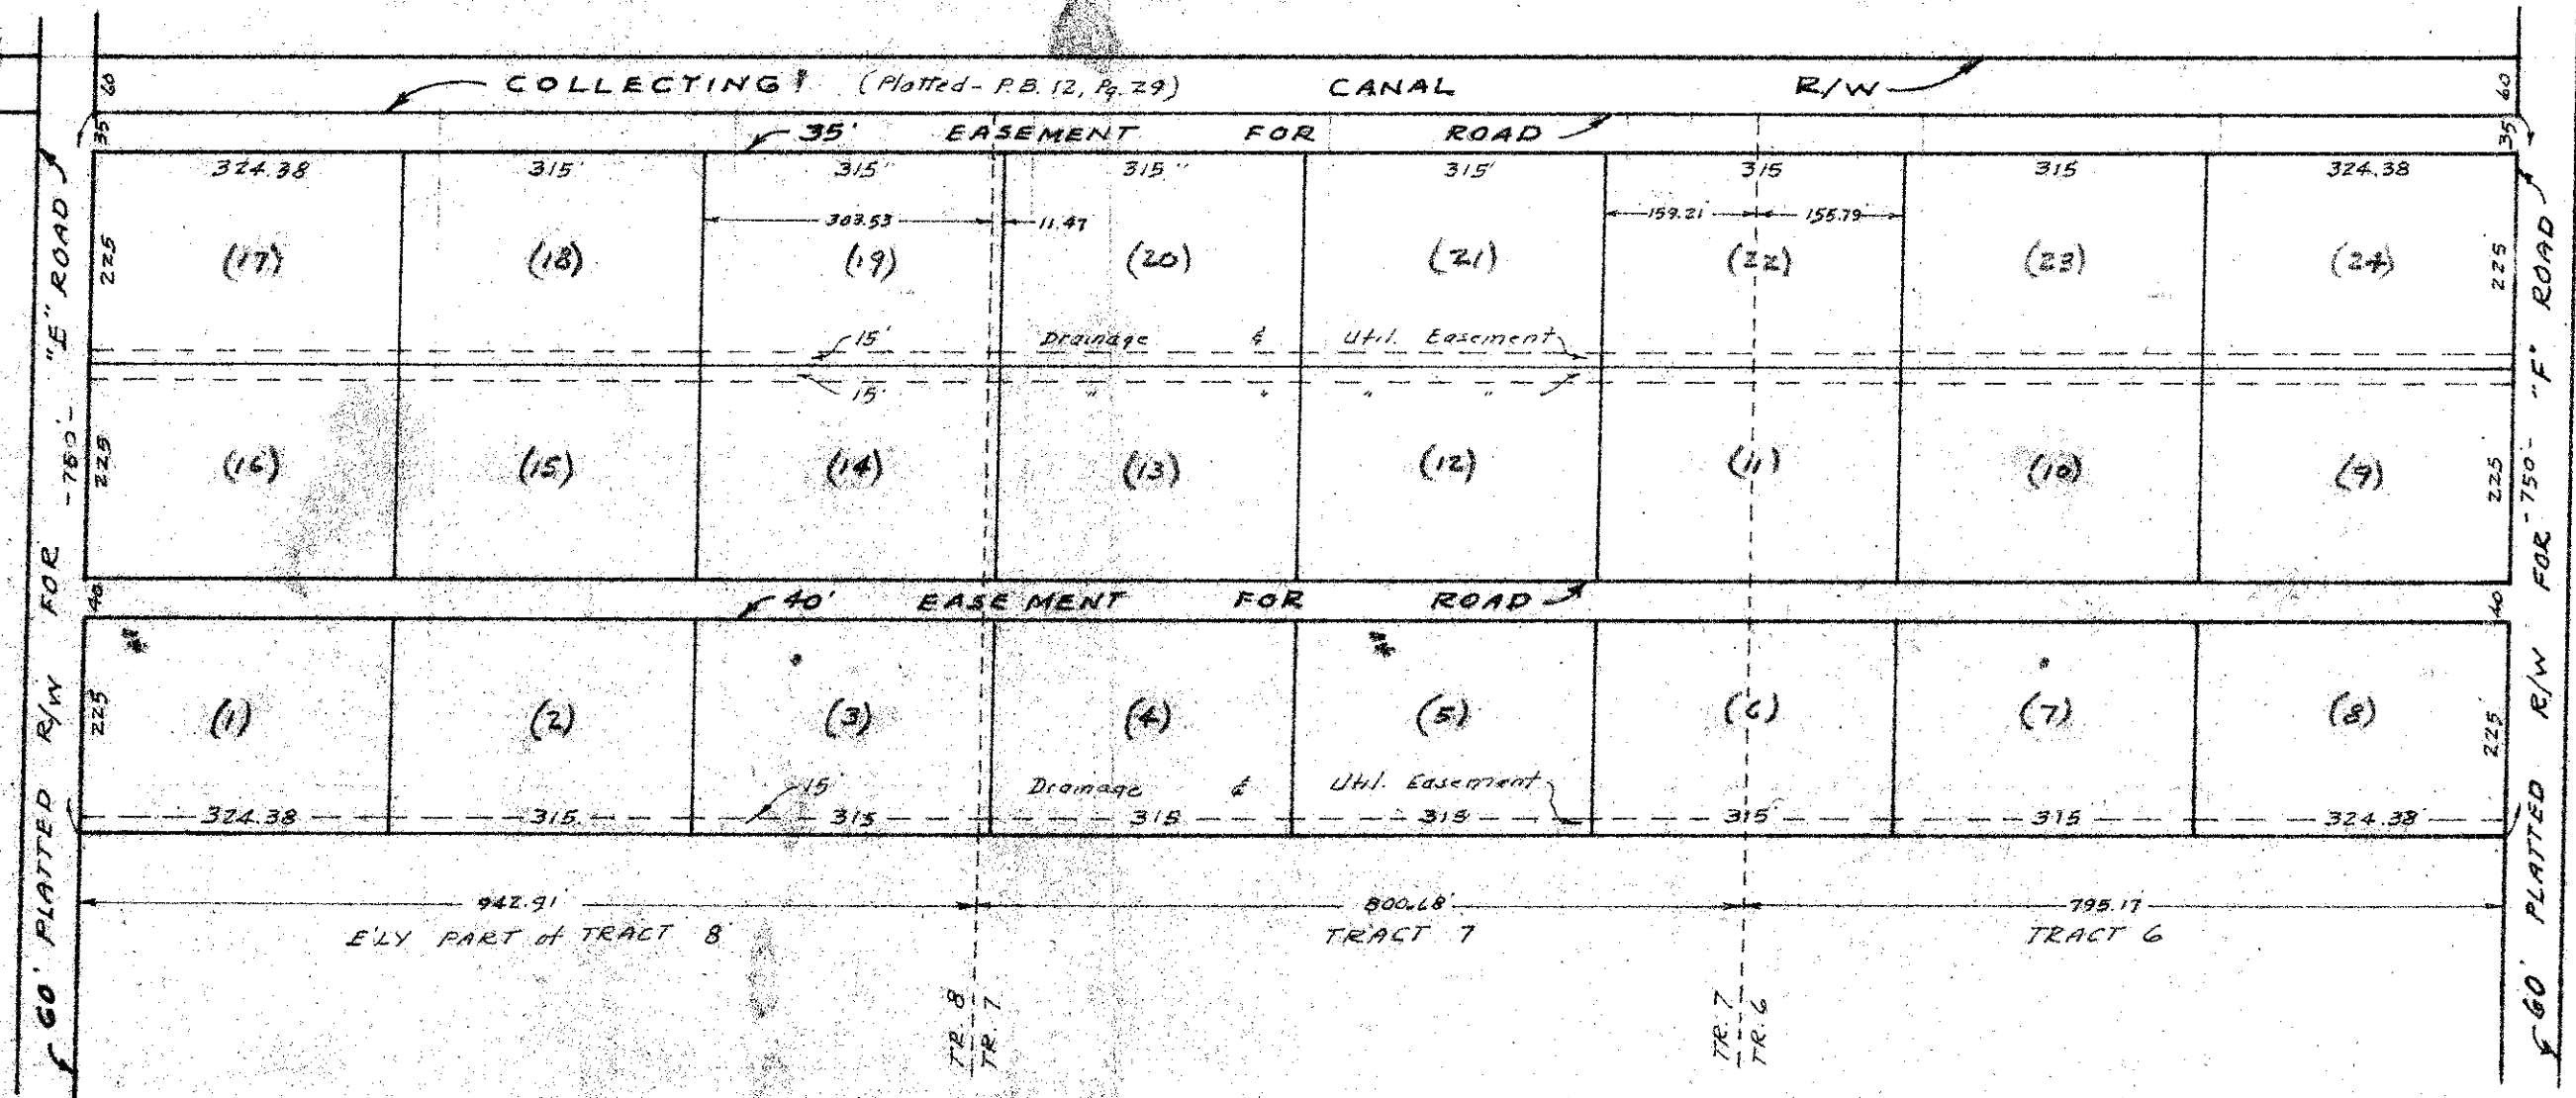 COLLECTING (Platted - P.B. 12, Pg. 29) CANAL R/W
60 60
35' EASEMENT FOR ROAD
35 35
324.38 315' 315' 315' 315' 315 315 324.38
303.53 11.47 159.21 155.79
225 (17) (18) (19) (20) (21) (22) (23) (24) 225
15' Drainage & Util. Easement
15' " " " "
225 (16) (15) (14) (13) (12) (11) (10) (9) 225
40' EASEMENT FOR ROAD
40 40
225 (1) (2) (3) (4) (5) (6) (7) (8) 225
15' Drainage & Util. Easement
324.38 315 315 315 315 315 315 324.38
942.91' 800.68' 795.17
E'LY PART of TRACT 8 TRACT 7 TRACT 6
TR. 8
TR. 7
TR. 7
TR. 6
60' PLATTED R/W FOR -750'- "E" ROAD
60' PLATTED R/W FOR -750'- "F" ROAD